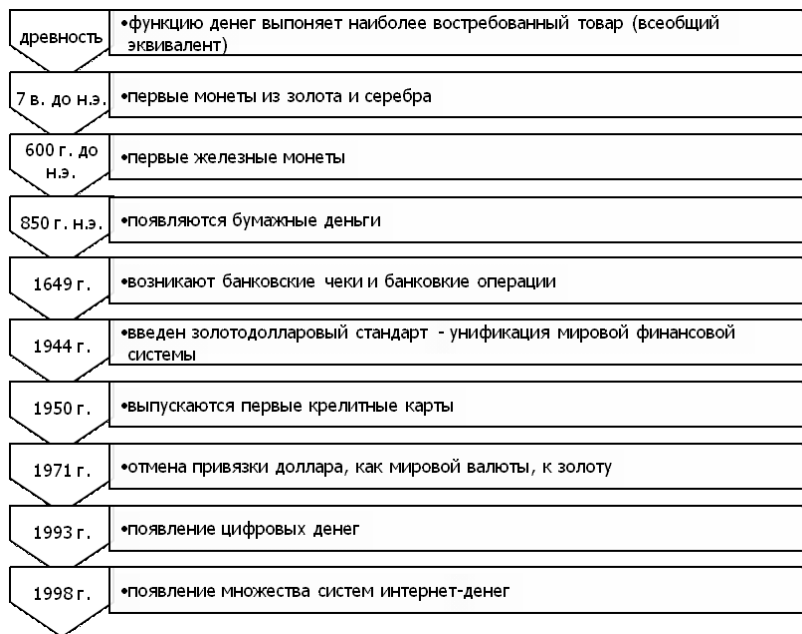 древность
•функцию денег выпоняет наиболее востребованный товар (всеобщий
эквивалент)
7 в. до н.э.
•первые монеты из золота и серебра
600 г. до
н.э.
•первые железные монеты
850 г. н.э.
•появляются бумажные деньги
1649 г.
•возникают банковские чеки и банковкие операции
1944 г.
•введен золотодолларовый стандарт - унификация мировой финансовой
системы
1950 г.
•выпускаются первые крелитные карты
1971 г.
•отмена привязки доллара, как мировой валюты, к золоту
1993 г.
•появление цифровых денег
1998 г.
•появление множества систем интернет-денег